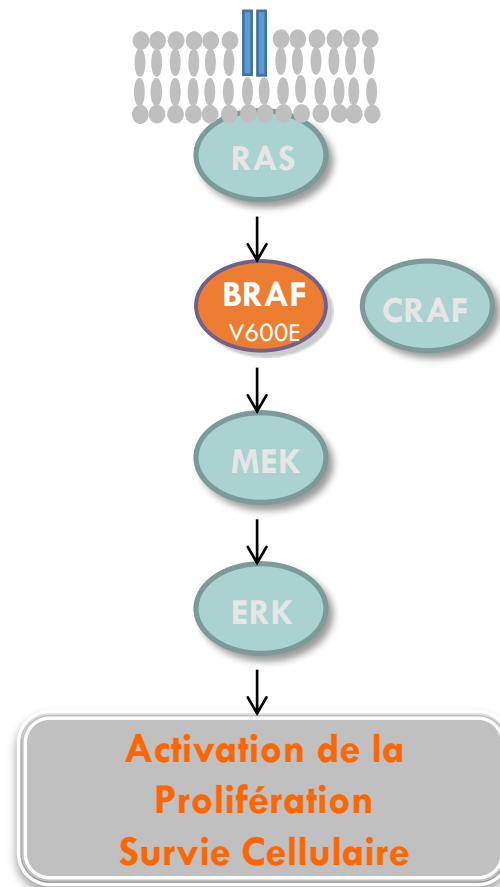 RAS
BRAF
V600E
CRAF
MEK
ERK
Activation de la
Prolifération
Survie Cellulaire